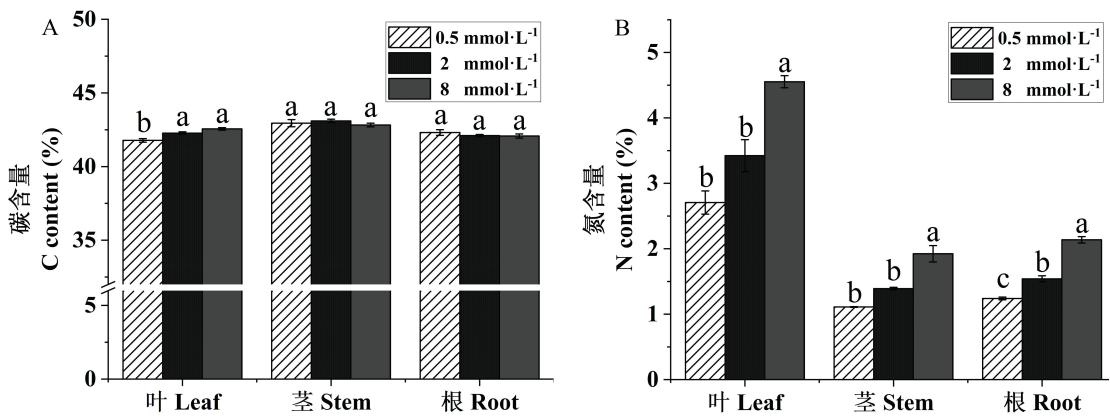 A
50
45
40
35
5
0
碳含量
C content (%)
0.5 mmol·L-1
2 mmol·L-1
8 mmol·L-1
b a a
a a a
a a a
叶 Leaf
茎 Stem
根 Root
B
5
4
3
2
1
0
氮含量
N content (%)
0.5 mmol·L-1
2 mmol·L-1
8 mmol·L-1
b b a
b b a
c b a
叶 Leaf
茎 Stem
根 Root